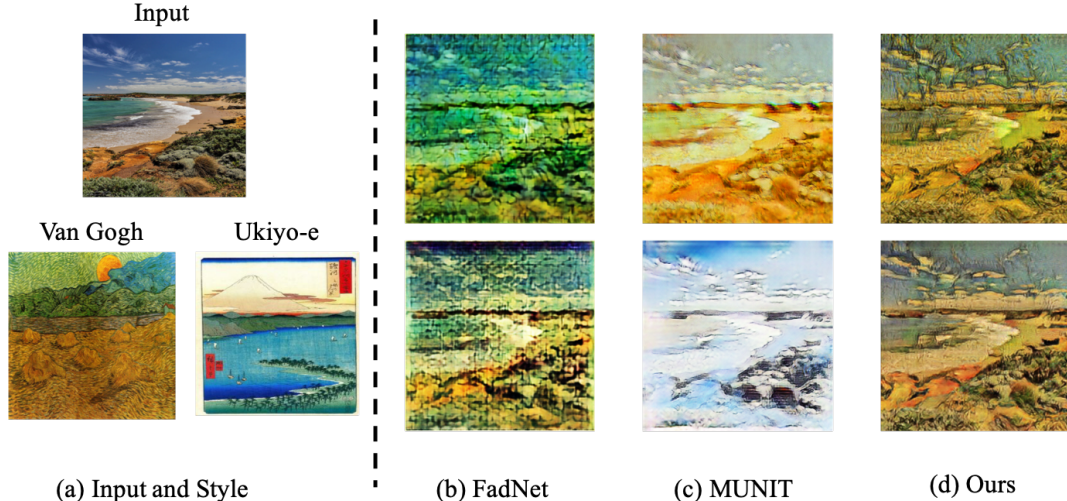 Input
Van Gogh
Ukiyo-e
(a) Input and Style
(b) FadNet
(c) MUNIT
(d) Ours